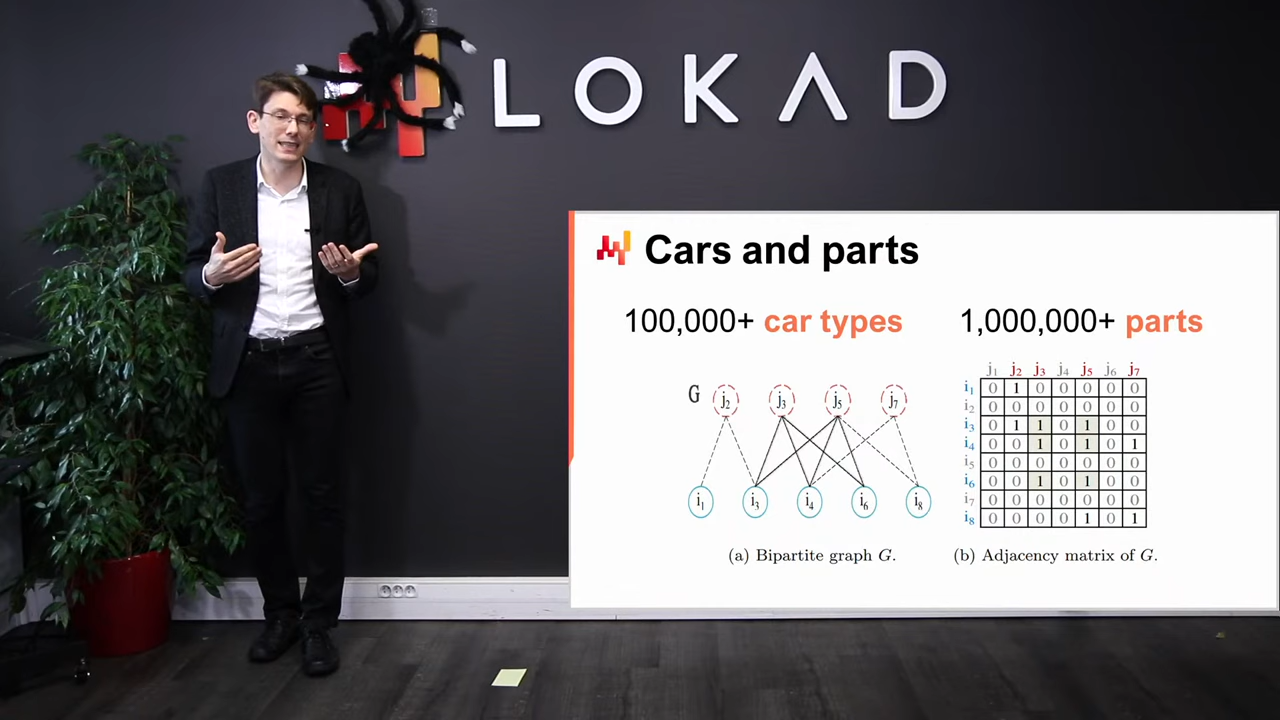 LOKAD
Cars and parts
100,000+ car types
1,000,000+ parts
G j2 j3 j5 j7
i1 i3 i4 i6 i8
(a) Bipartite graph G.
j1 j2 j3 j4 j5 j6 j7
i1 0 1 0 0 0 0 0
i2 0 0 0 0 0 0 0
i3 0 1 1 0 1 0 0
i4 0 0 1 0 1 0 1
i5 0 0 0 0 0 0 0
i6 0 0 1 0 1 0 0
i7 0 0 0 0 0 0 0
i8 0 0 0 0 1 0 1
(b) Adjacency matrix of G.